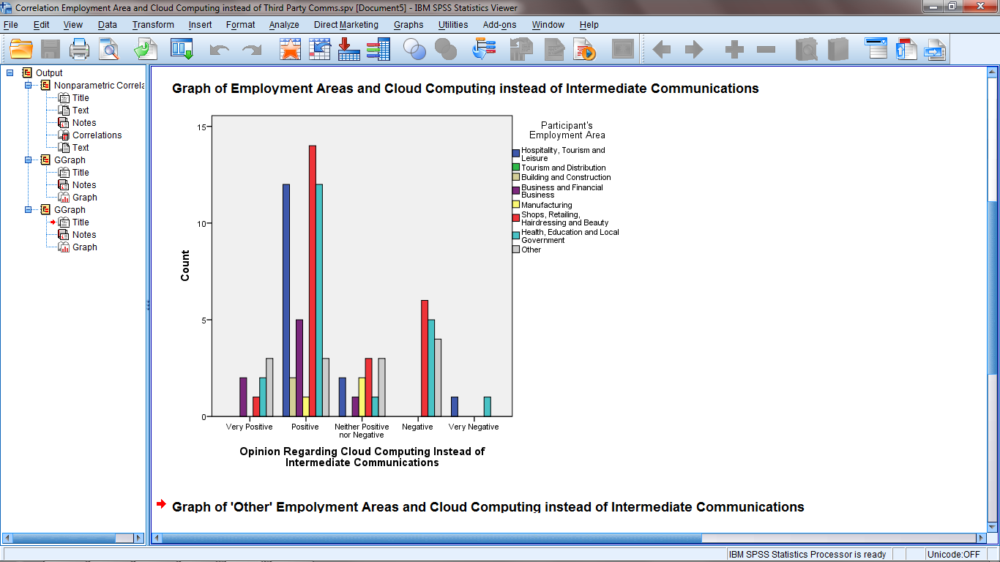 Correlation Employment Area and Cloud Computing instead of Third Party Comms.spv [Document5] - IBM SPSS Statistics Viewer
File Edit View Data Transform Insert Format Analyze Direct Marketing Graphs Utilities Add-ons Window Help
Output
Nonparametric Correla
Title
Text
Notes
Correlations
Text
GGraph
Title
Notes
Graph
GGraph
Title
Notes
Graph
Graph of Employment Areas and Cloud Computing instead of Intermediate Communications
15
10
5
0
Count
Very Positive
Positive
Neither Positive
nor Negative
Negative
Very Negative
Opinion Regarding Cloud Computing Instead of
Intermediate Communications
Participant's
Employment Area
Hospitality, Tourism and
Leisure
Tourism and Distribution
Building and Construction
Business and Financial
Business
Manufacturing
Shops, Retailing,
Hairdressing and Beauty
Health, Education and Local
Government
Other
Graph of 'Other' Empolyment Areas and Cloud Computing instead of Intermediate Communications
IBM SPSS Statistics Processor is ready
Unicode:OFF